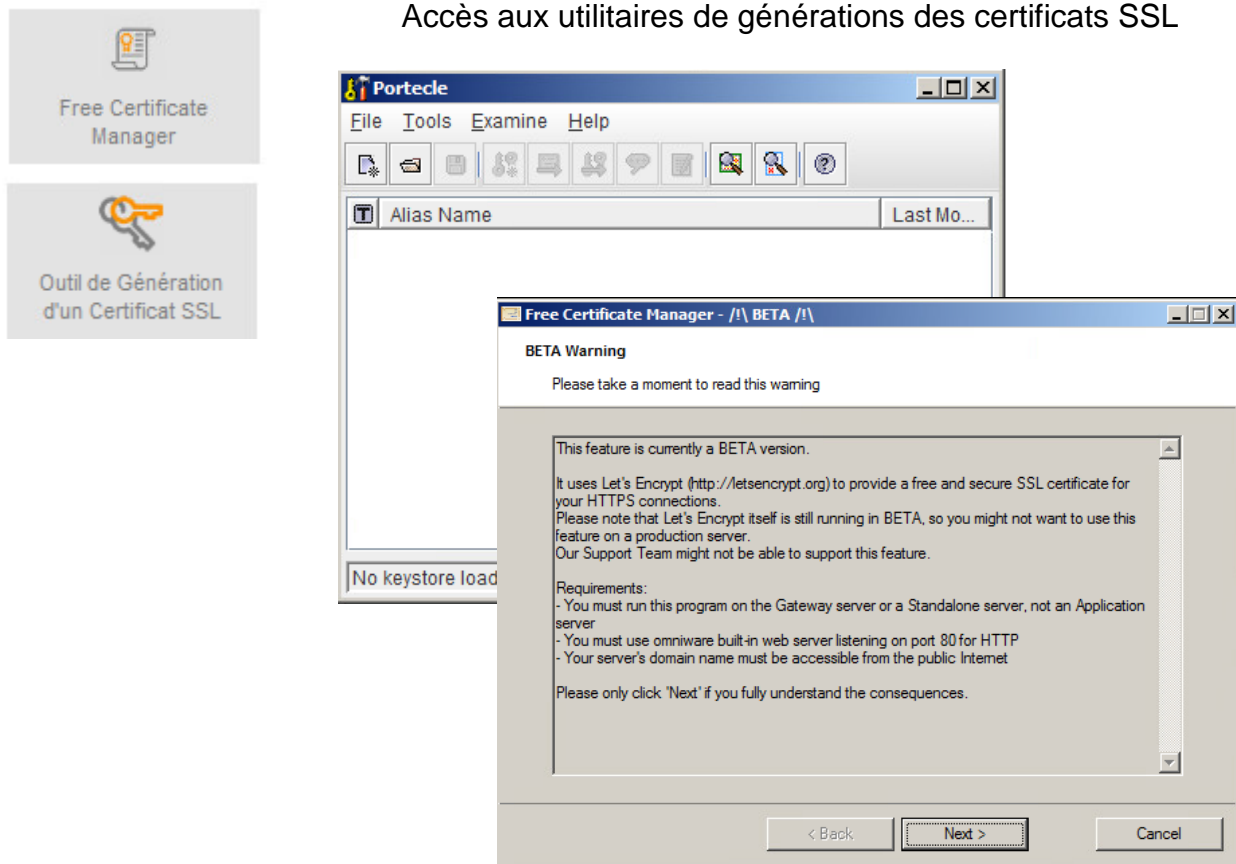 Accès aux utilitaires de générations des certificats SSL
Free Certificate
Manager
Outil de Génération
d'un Certificat SSL
Portecle
File Tools Examine Help
T Alias Name Last Mo...
No keystore load
Free Certificate Manager - /!\ BETA /!\
BETA Warning
Please take a moment to read this warning
This feature is currently a BETA version.
It uses Let's Encrypt (http://letsencrypt.org) to provide a free and secure SSL certificate for
your HTTPS connections.
Please note that Let's Encrypt itself is still running in BETA, so you might not want to use this
feature on a production server.
Our Support Team might not be able to support this feature.
Requirements:
- You must run this program on the Gateway server or a Standalone server, not an Application
server
- You must use omniware built-in web server listening on port 80 for HTTP
- Your server's domain name must be accessible from the public Internet
Please only click 'Next' if you fully understand the consequences.
< Back Next > Cancel